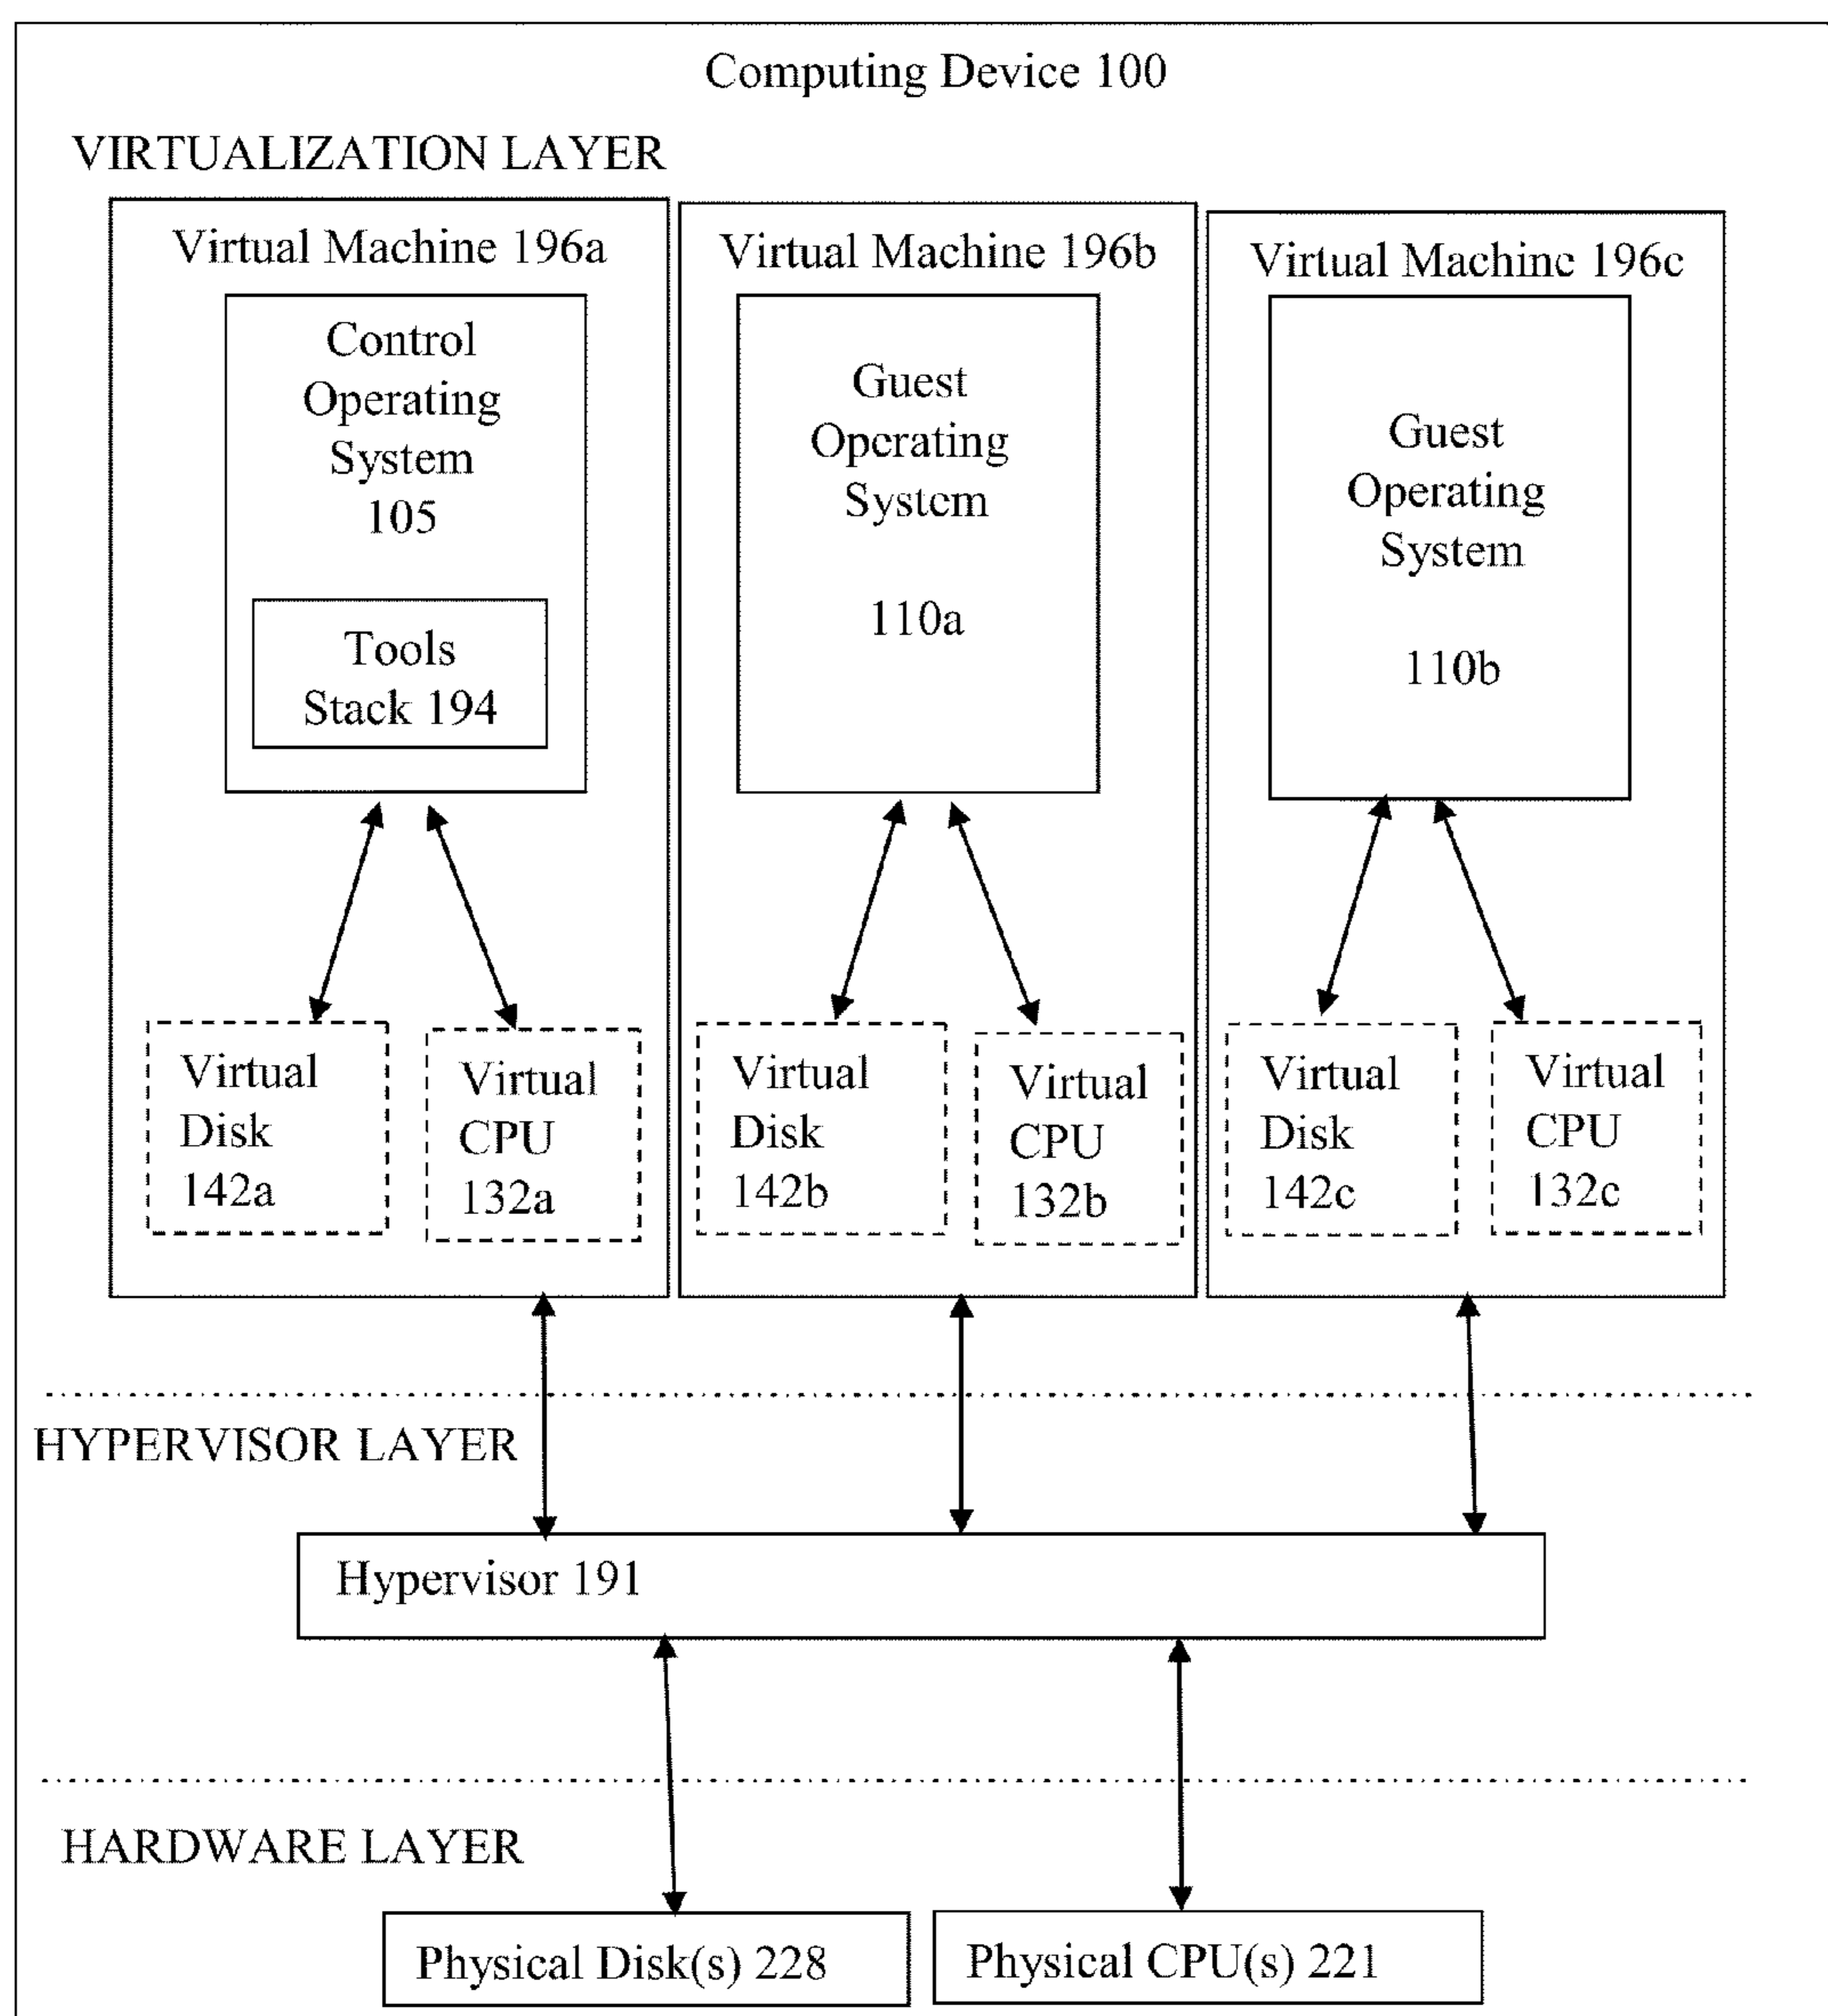 Computing Device 100
VIRTUALIZATION LAYER
Virtual Machine 196a
Control
Operating
System
105
Tools
Stack 194
Virtual
Disk
142a
Virtual
CPU
132a
Virtual Machine 196b
Guest
Operating
System
110a
Virtual
Disk
142b
Virtual
CPU
132b
Virtual Machine 196c
Guest
Operating
System
110b
Virtual
Disk
142c
Virtual
CPU
132c
HYPERVISOR LAYER
Hypervisor 191
HARDWARE LAYER
Physical Disk(s) 228
Physical CPU(s) 221